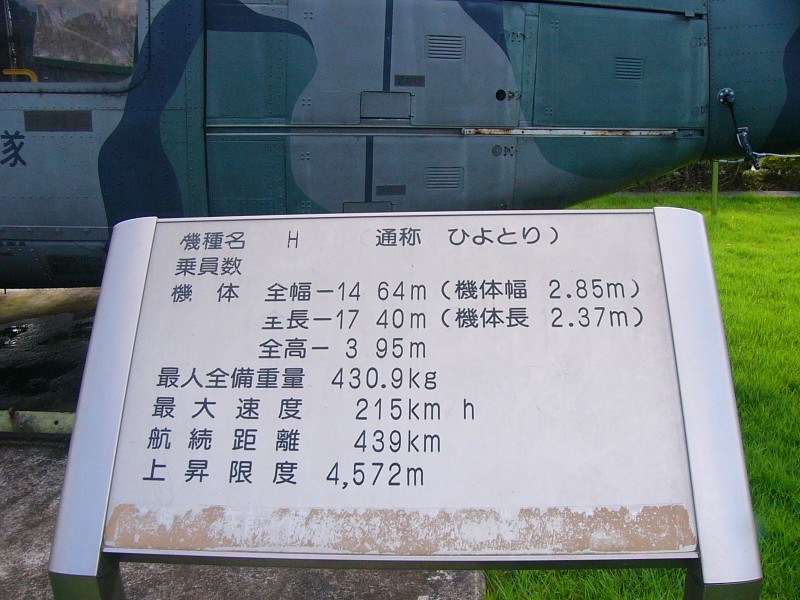 隊
機種名 H 通称 ひよとり)
乗員数
機体 全幅ー14 64m(機体幅 2.85m)
全長ー17 40m(機体長 2.37m)
全高ー 3 95m
最人全備重量 430.9kg
最大速度 215km h
航続距離 439km
上昇限度 4,572m